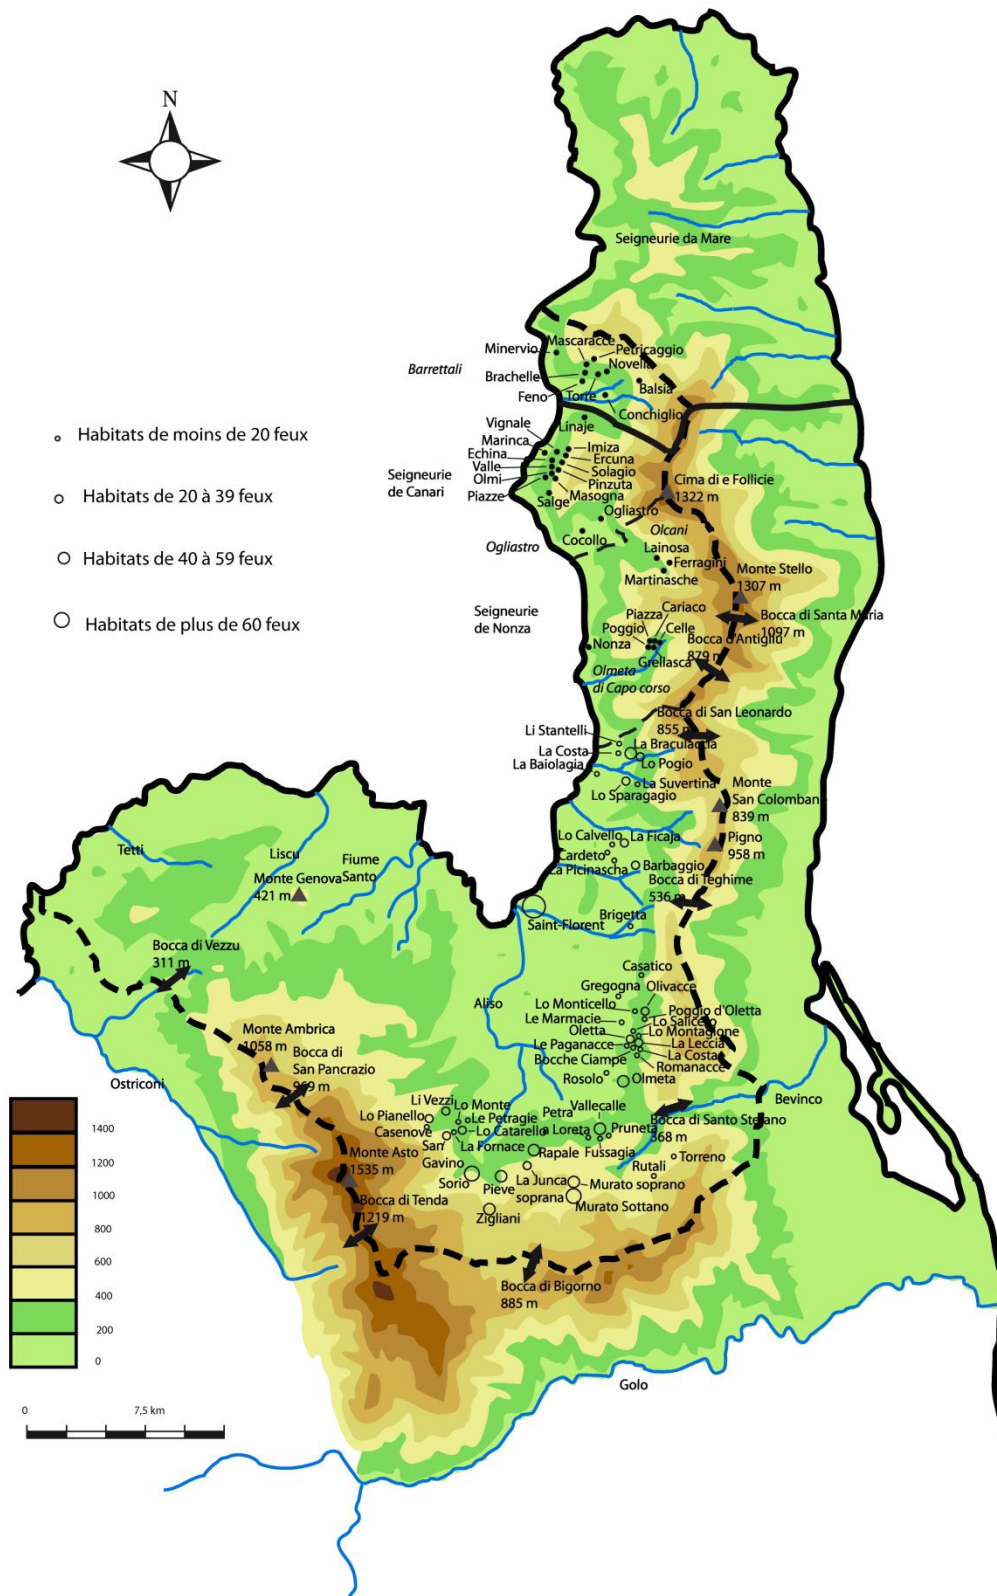 N
Seigneurie da Mare
Mascaracce
Minervio
Petricaggio
Novella
Barrettali
Brachelle
Balsia
Feno
Torre
Conchiglio
Vignale
Linaje
Habitats de moins de 20 feux
Marinca
Imiza
Echina
Ercuna
Valle
Solagio
Seigneurie
de Canari
Olmi
Pinzuta
Cima di e Follicie
1322 m
Piazze
Masogna
Habitats de 20 à 39 feux
Salge
Ogliastro
Olcani
Cocollo
Ogliastro
Lainosa
Habitats de 40 à 59 feux
Ferragini
Monte Stello
1307 m
Martinasche
Cariaco
Seigneurie
de Nonza
Piazza
Bocca di Santa Maria
1097 m
Habitats de plus de 60 feux
Poggio
Celle
Bocca d'Antigliu
879 m
Nonza
Grellasca
Olmeta
di Capo corso
Bocca di San Leonardo
855 m
Li Stantelli
La Braculaccia
La Costa
Lo Pogio
La Baiolagia
La Suvertina
Monte
San Colomban
839 m
Lo Sparagagio
Lo Calvello
La Ficaja
Pigno
958 m
Tetti
Liscu
Fiume
Santo
Cardeto
La Picinascha
Barbaggio
Monte Genova
421 m
Bocca di Teghime
536 m
Saint-Florent
Brigetta
Bocca di Vezzu
311 m
Casatico
Gregogna
Olivacce
Aliso
Lo Monticello
Poggio d'Oletta
Le Marmacie
Lo Salice
Oletta
Lo Montagione
Monte Ambrica
1058 m
Le Paganacce
La Leccia
Bocca di
San Pancrazio
969 m
Bocche Ciampe
La Costa
Romanacce
Ostriconi
Rosolo
Olmeta
Bevinco
Li Vezzi
Lo Monte
Vallecalle
Lo Pianello
Le Petragie
Petra
Bocca di Santo Stefano
368 m
Casenove
Lo Catarello
Loreta
Pruneta
San
Gavino
La Fornace
Rapale
Fussagia
Monte Asto
1535 m
Rutali
Torreno
Sorio
Pieve
La Junca
soprana
Murato soprano
Bocca di Tenda
1219 m
Murato Sottano
Zigliani
1400
1200
1000
800
600
400
200
0
Bocca di Bigorno
885 m
Golo
0
7,5 km